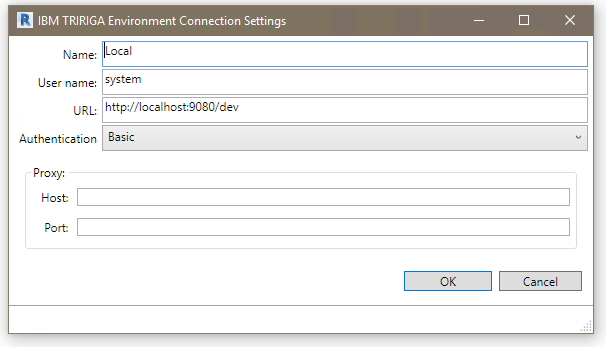 IBM TRIRIGA Environment Connection Settings
Name: Local
User name: system
URL: http://localhost:9080/dev
Authentication Basic
Proxy:
Host:
Port:
OK Cancel